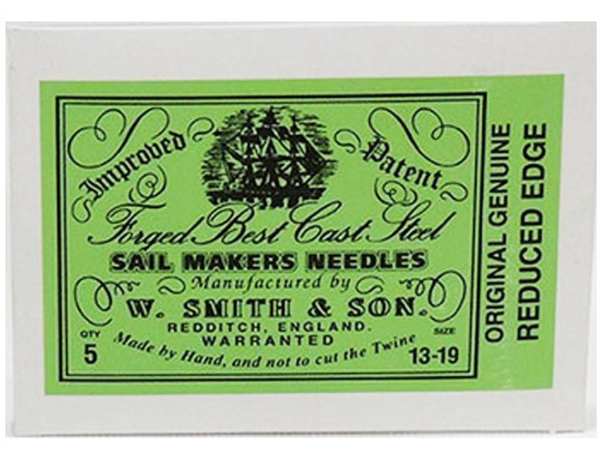 Improved Patent
Forged Best Cast Steel
SAIL MAKERS NEEDLES
Manufactured by
W. SMITH & SON.
REDDITCH, ENGLAND.
WARRANTED
Made by Hand, and not to cut the Twine
QTY
5
SIZE
13-19
ORIGINAL GENUINE
REDUCED EDGE